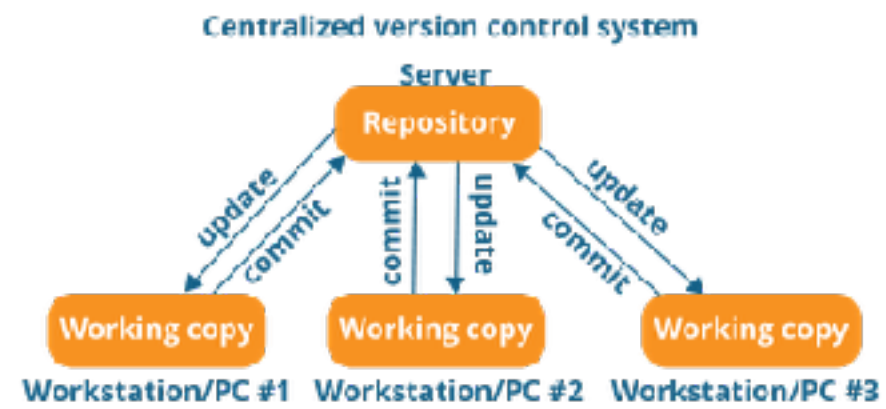 Centralized version control system
Server
Repository
update
commit
commit
update
update
commit
Working copy
Working copy
Working copy
Workstation/PC #1
Workstation/PC #2
Workstation/PC #3